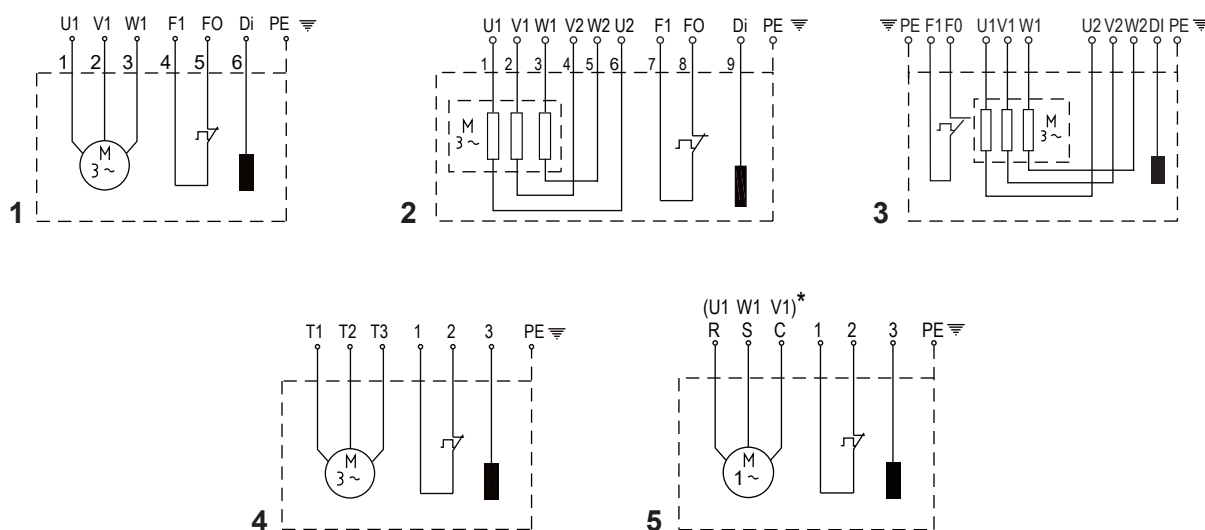 U1 V1 W1 F1 FO Di PE
1 2 3 4 5 6
M
3~
1
U1 V1 W1 V2 W2 U2 F1 FO Di PE
1 2 3 4 5 6 7 8 9
M
3~
2
PE F1 F0 U1 V1 W1 U2 V2 W2 DI PE
M
3~
3
T1 T2 T3 1 2 3 PE
M
3~
4
(U1 W1 V1)*
R S C 1 2 3 PE
M
1~
5